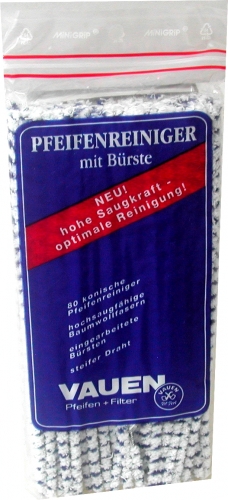 PFEIFENREINIGER
mit Bürste
NEU!
hohe Saugkraft -
optimale Reinigung!
80 konische
Pfeifenreiniger
hochsaugfähige
Baumwollfasern
eingearbeitete
Bürsten
steifer Draht
VAUEN
Pfeifen + Filter
VAUEN